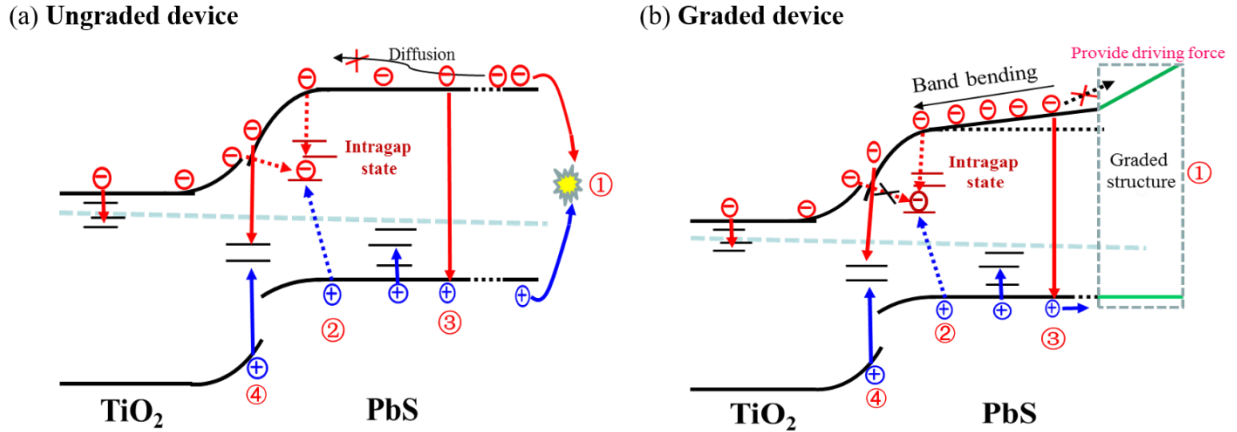 (a) Ungraded device
Diffusion
Intragap
state
①
②
③
④
TiO₂
PbS
(b) Graded device
Provide driving force
Band bending
Intragap
state
Graded
structure
①
②
③
④
TiO₂
PbS